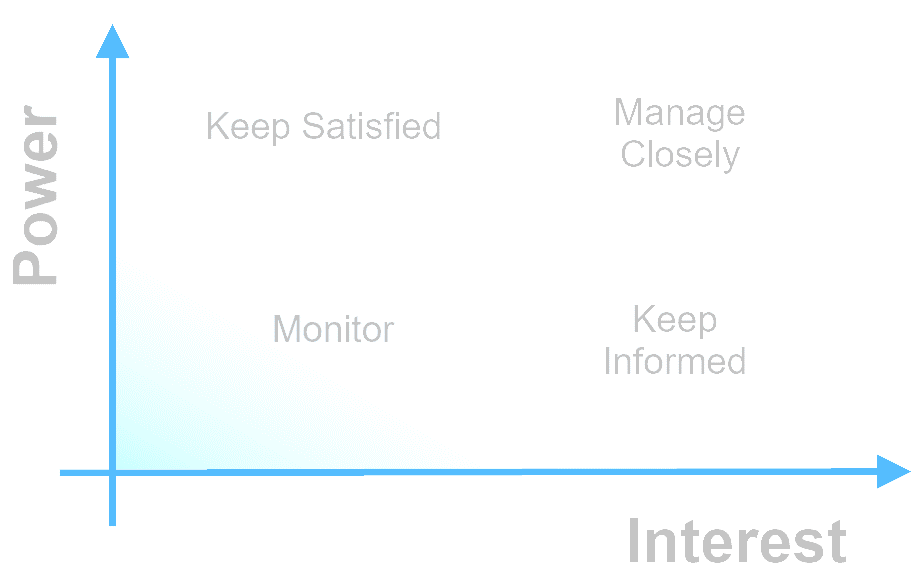 Power
Keep Satisfied
Manage
Closely
Monitor
Keep
Informed
Interest